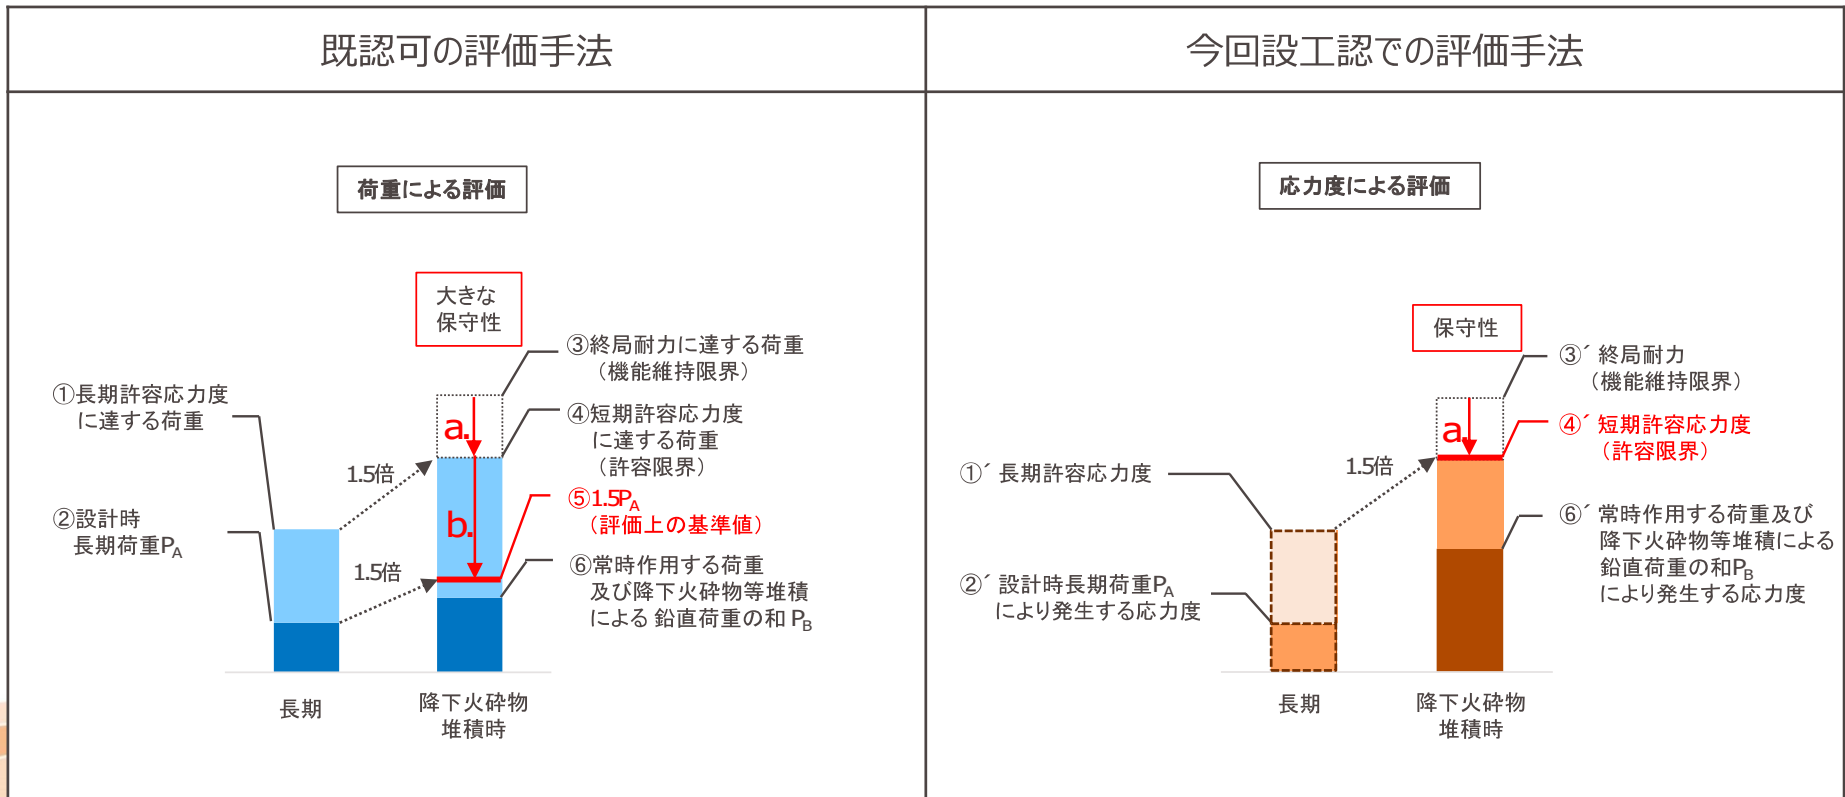 既認可の評価手法
今回設工認での評価手法
荷重による評価
大きな
保守性
③終局耐力に達する荷重
（機能維持限界）
①長期許容応力度
に達する荷重
④短期許容応力度
に達する荷重
（許容限界）
a.
1.5倍
⑤1.5PA
（評価上の基準値）
②設計時
長期荷重PA
b.
1.5倍
⑥常時作用する荷重
及び降下火砕物等堆積
による 鉛直荷重の和 PB
長期
降下火砕物
堆積時
応力度による評価
保守性
③´ 終局耐力
（機能維持限界）
④´ 短期許容応力度
（許容限界）
a.
1.5倍
①´ 長期許容応力度
⑥´ 常時作用する荷重及び
降下火砕物等堆積による
鉛直荷重の和PB
により発生する応力度
②´ 設計時長期荷重PA
により発生する応力度
長期
降下火砕物
堆積時